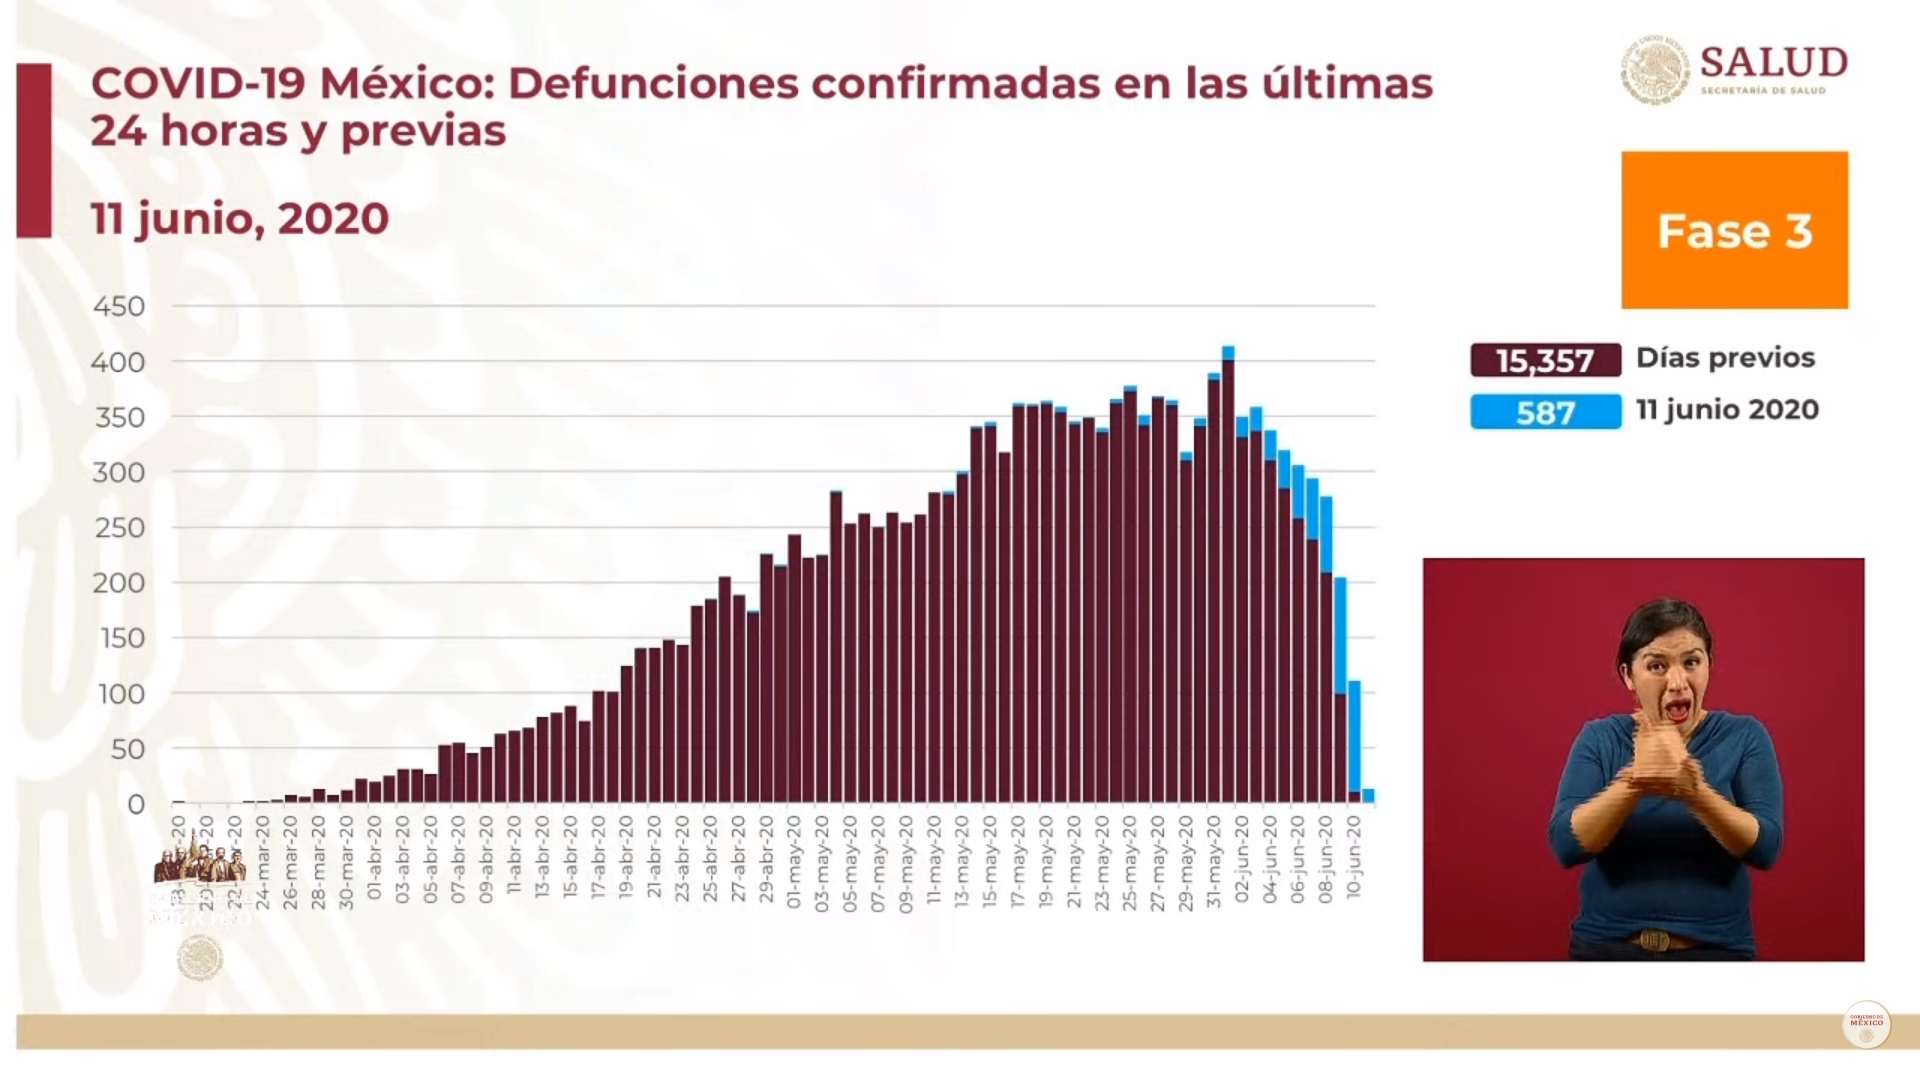 COVID-19 México: Defunciones confirmadas en las últimas
24 horas y previas
11 junio, 2020
SALUD
SECRETARÍA DE SALUD
Fase 3
15,357 Días previos
587 11 junio 2020
450
400
350
300
250
200
150
100
50
0
24-mar-20
26-mar-20
28-mar-20
30-mar-20
01-abr-20
03-abr-20
05-abr-20
07-abr-20
09-abr-20
11-abr-20
13-abr-20
15-abr-20
17-abr-20
19-abr-20
21-abr-20
23-abr-20
25-abr-20
27-abr-20
29-abr-20
01-may-20
03-may-20
05-may-20
07-may-20
09-may-20
11-may-20
13-may-20
15-may-20
17-may-20
19-may-20
21-may-20
23-may-20
25-may-20
27-may-20
29-may-20
31-may-20
02-jun-20
04-jun-20
06-jun-20
08-jun-20
10-jun-20
MÉXICO
GOBIERNO DE
MÉXICO